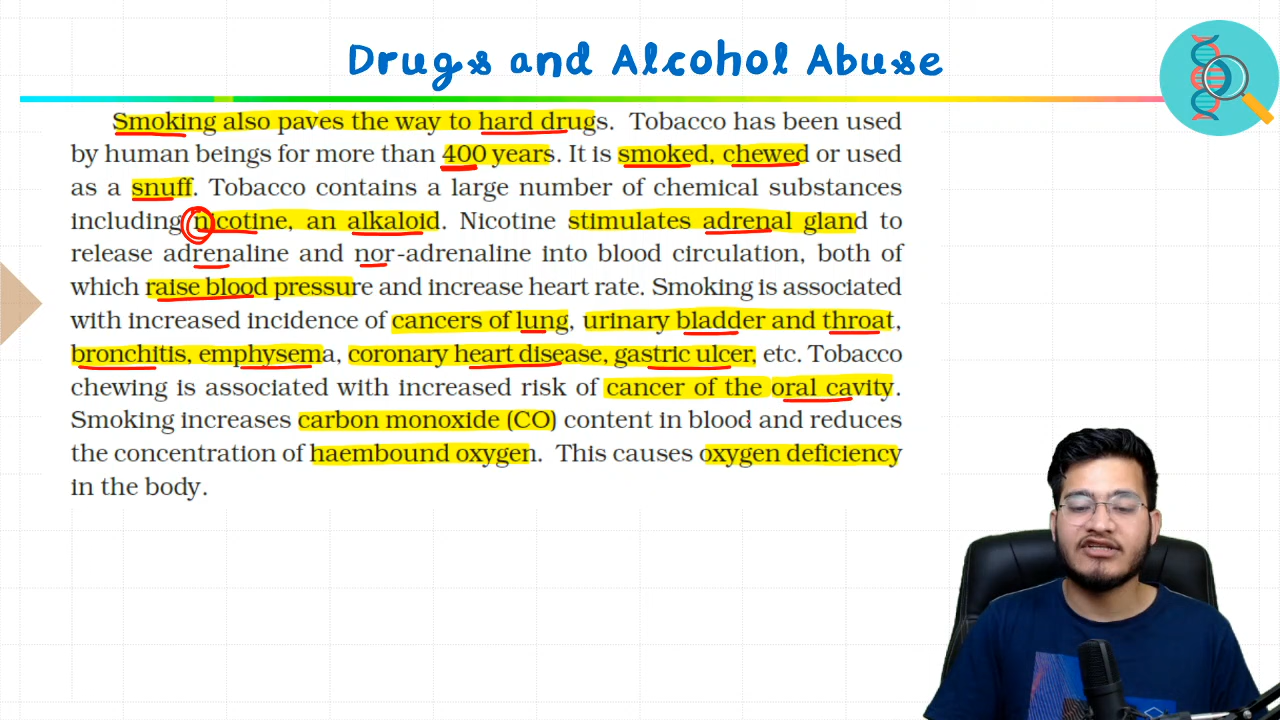 Drugs and Alcohol Abuse
Smoking also paves the way to hard drugs. Tobacco has been used
by human beings for more than 400 years. It is smoked, chewed or used
as a snuff. Tobacco contains a large number of chemical substances
including nicotine, an alkaloid. Nicotine stimulates adrenal gland to
release adrenaline and nor-adrenaline into blood circulation, both of
which raise blood pressure and increase heart rate. Smoking is associated
with increased incidence of cancers of lung, urinary bladder and throat,
bronchitis, emphysema, coronary heart disease, gastric ulcer, etc. Tobacco
chewing is associated with increased risk of cancer of the oral cavity.
Smoking increases carbon monoxide (CO) content in blood and reduces
the concentration of haembound oxygen. This causes oxygen deficiency
in the body.